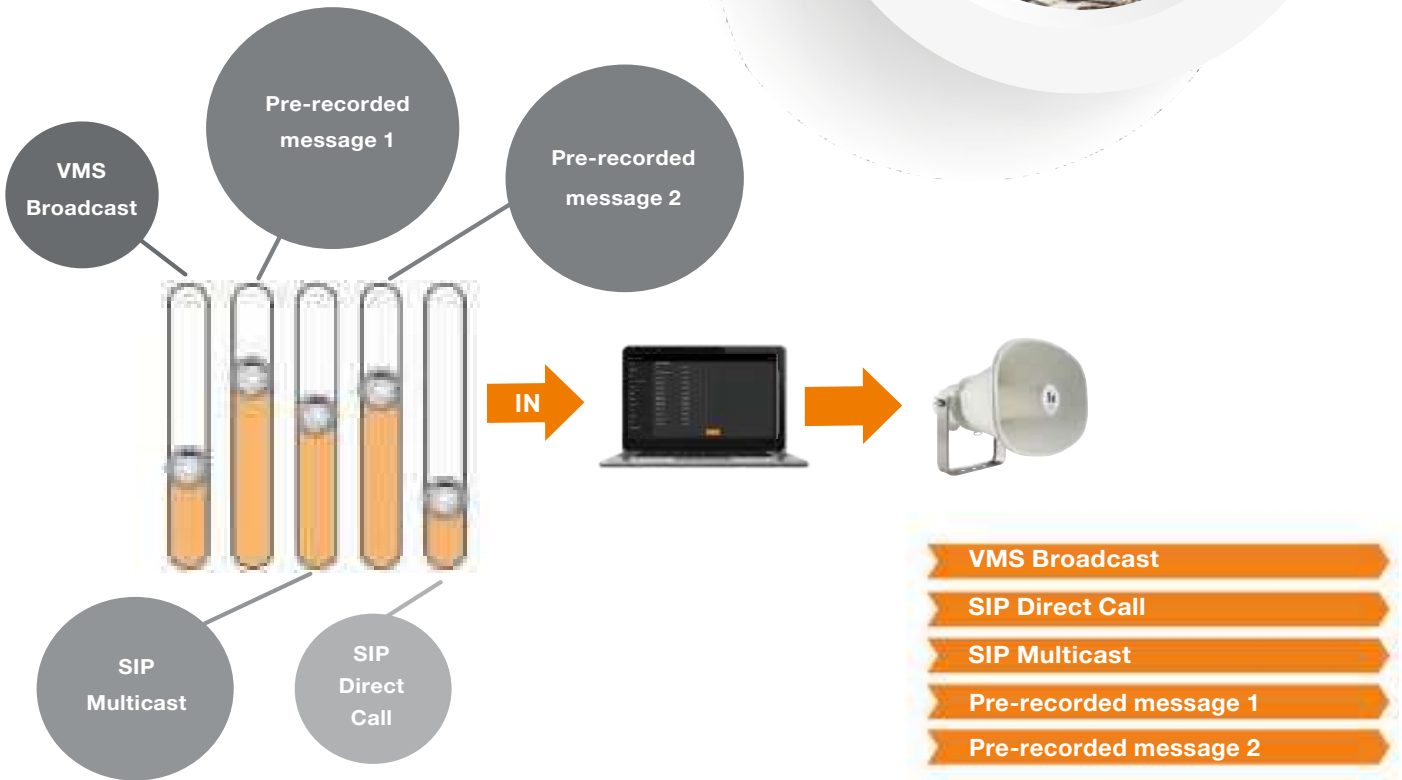 Pre-recorded
message 1
Pre-recorded
message 2
VMS
Broadcast
IN
SIP
Multicast
SIP
Direct
Call
VMS Broadcast
SIP Direct Call
SIP Multicast
Pre-recorded message 1
Pre-recorded message 2